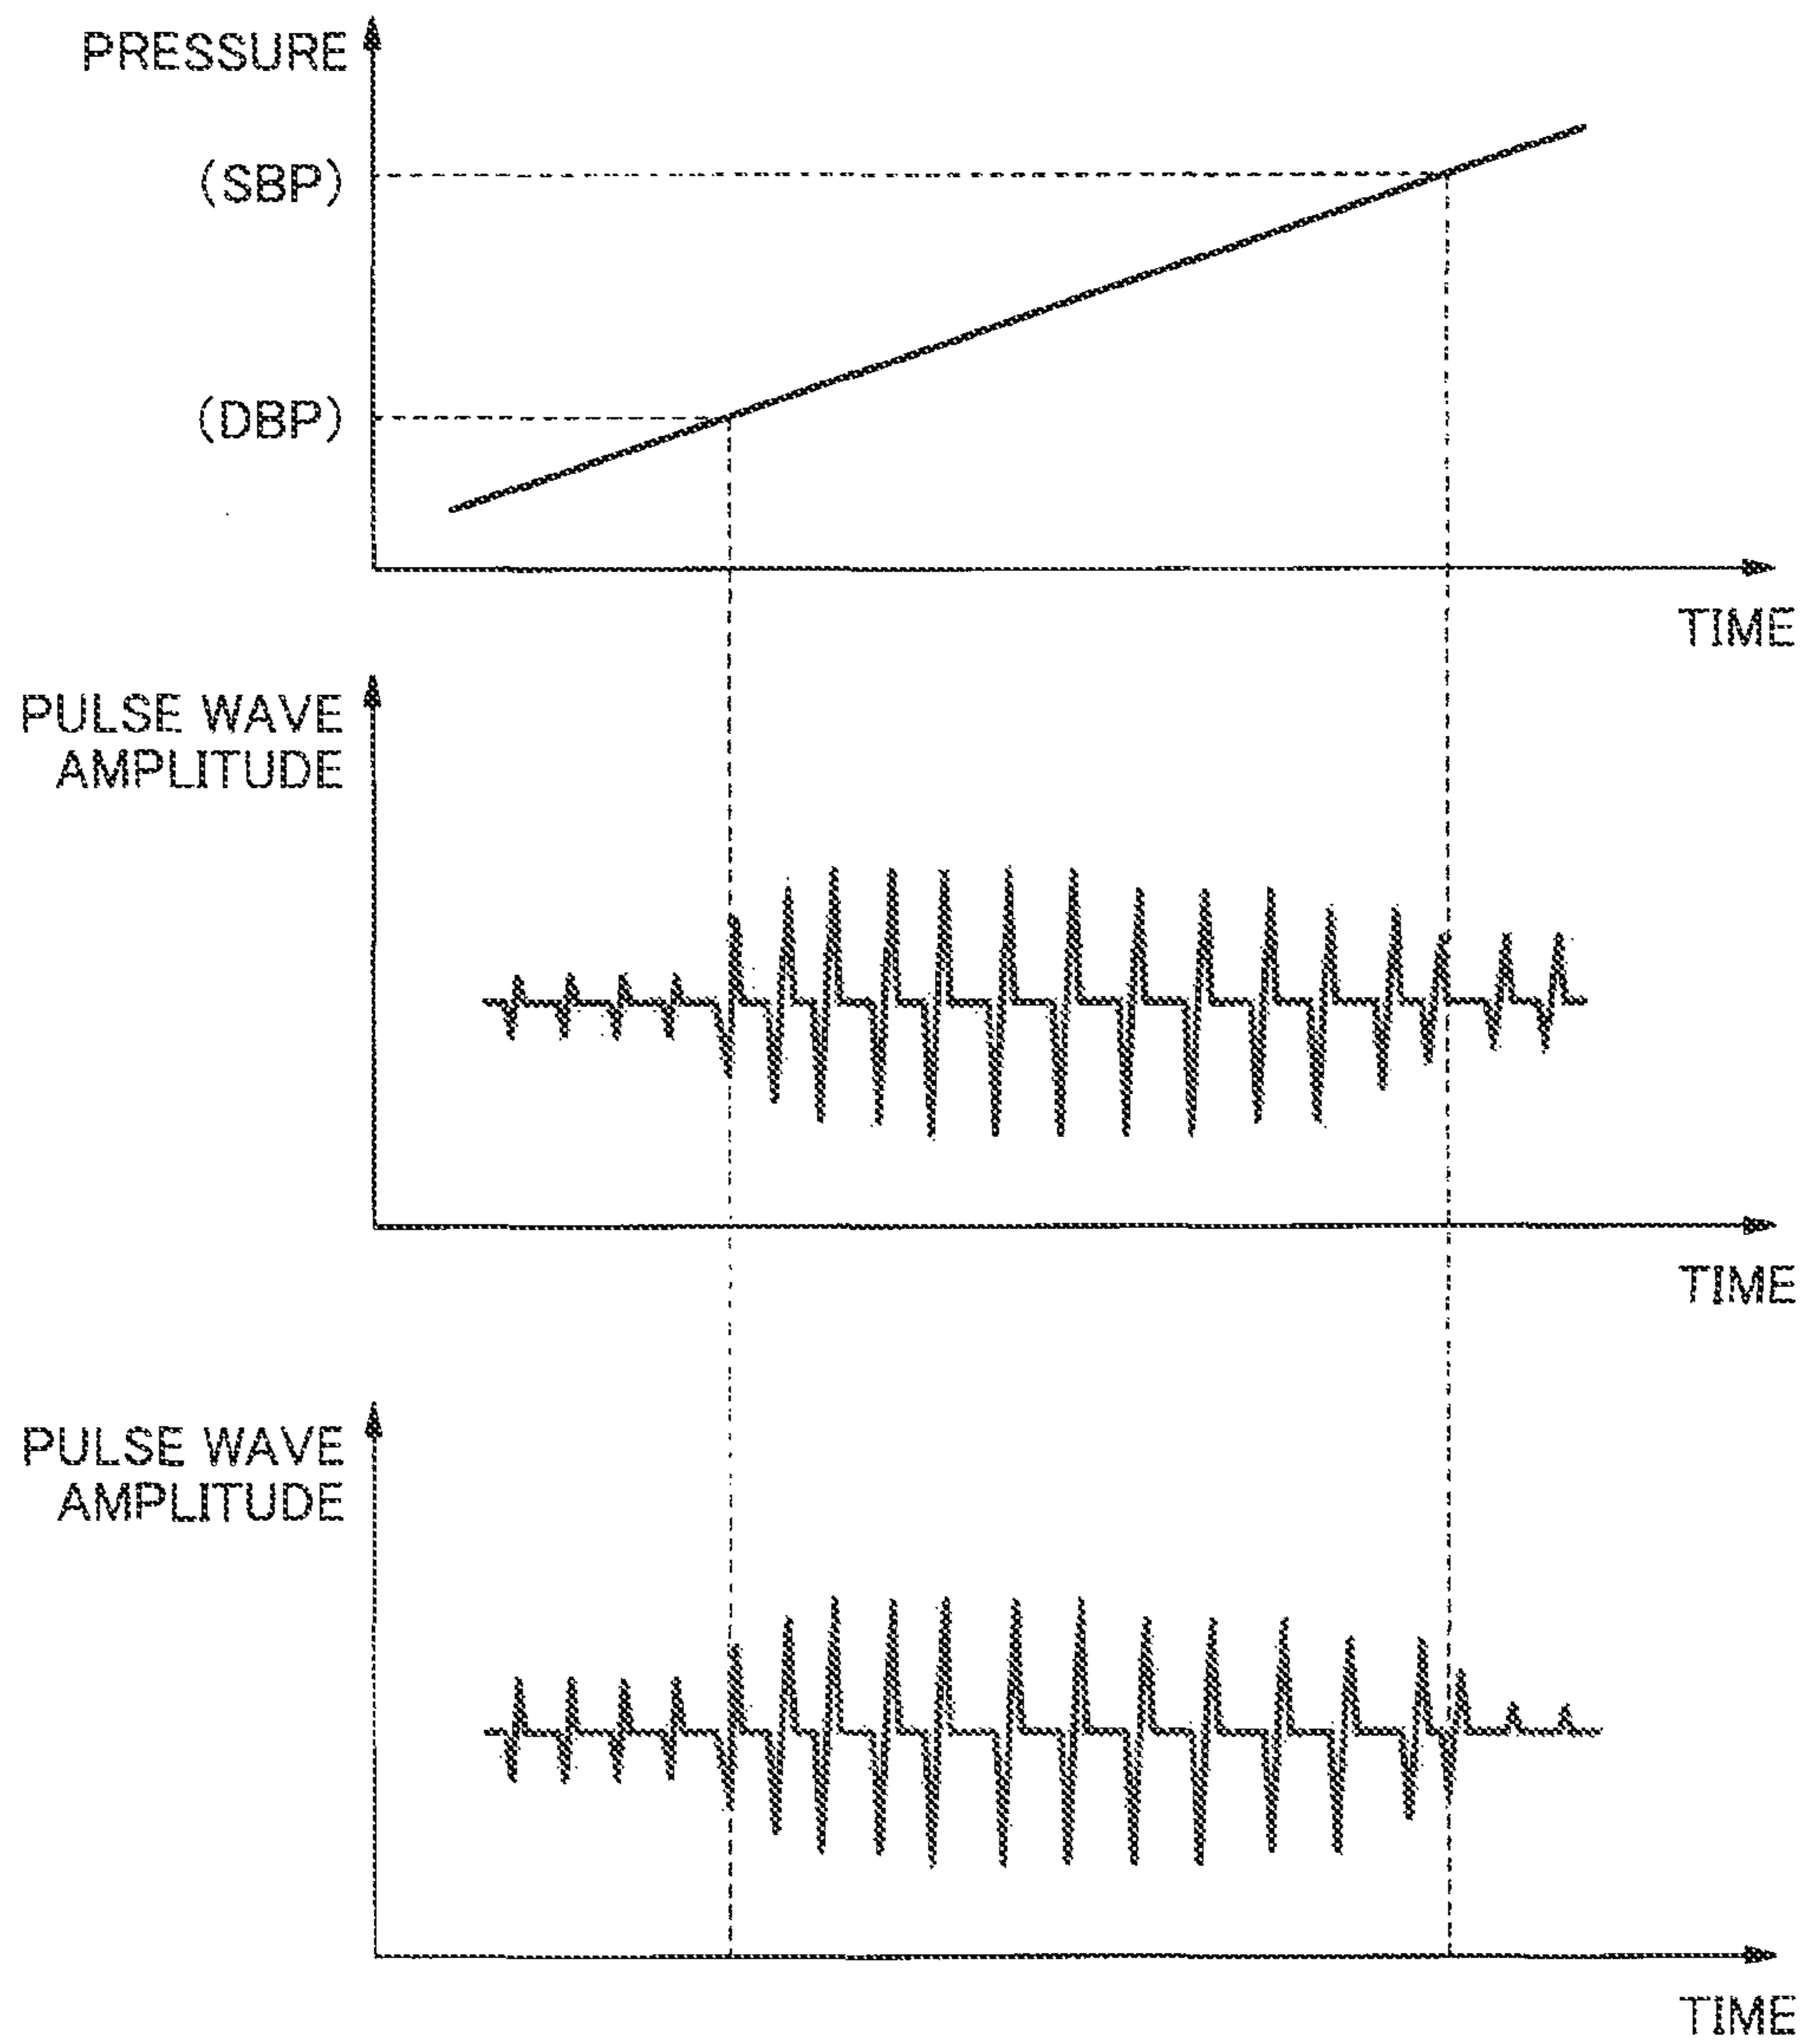 PRESSURE
(SBP)
(DBP)
TIME
PULSE WAVE
AMPLITUDE
TIME
PULSE WAVE
AMPLITUDE
TIME